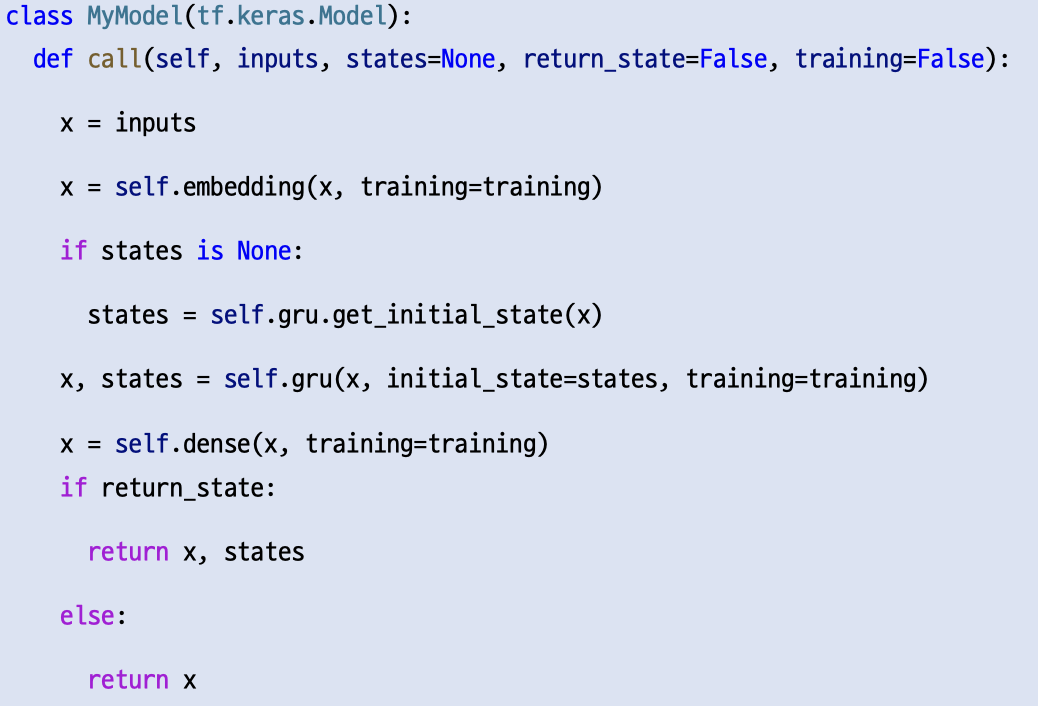 class MyModel(tf.keras.Model):
  def call(self, inputs, states=None, return_state=False, training=False):
    x = inputs
    x = self.embedding(x, training=training)
    if states is None:
      states = self.gru.get_initial_state(x)
    x, states = self.gru(x, initial_state=states, training=training)
    x = self.dense(x, training=training)
    if return_state:
      return x, states
    else:
      return x